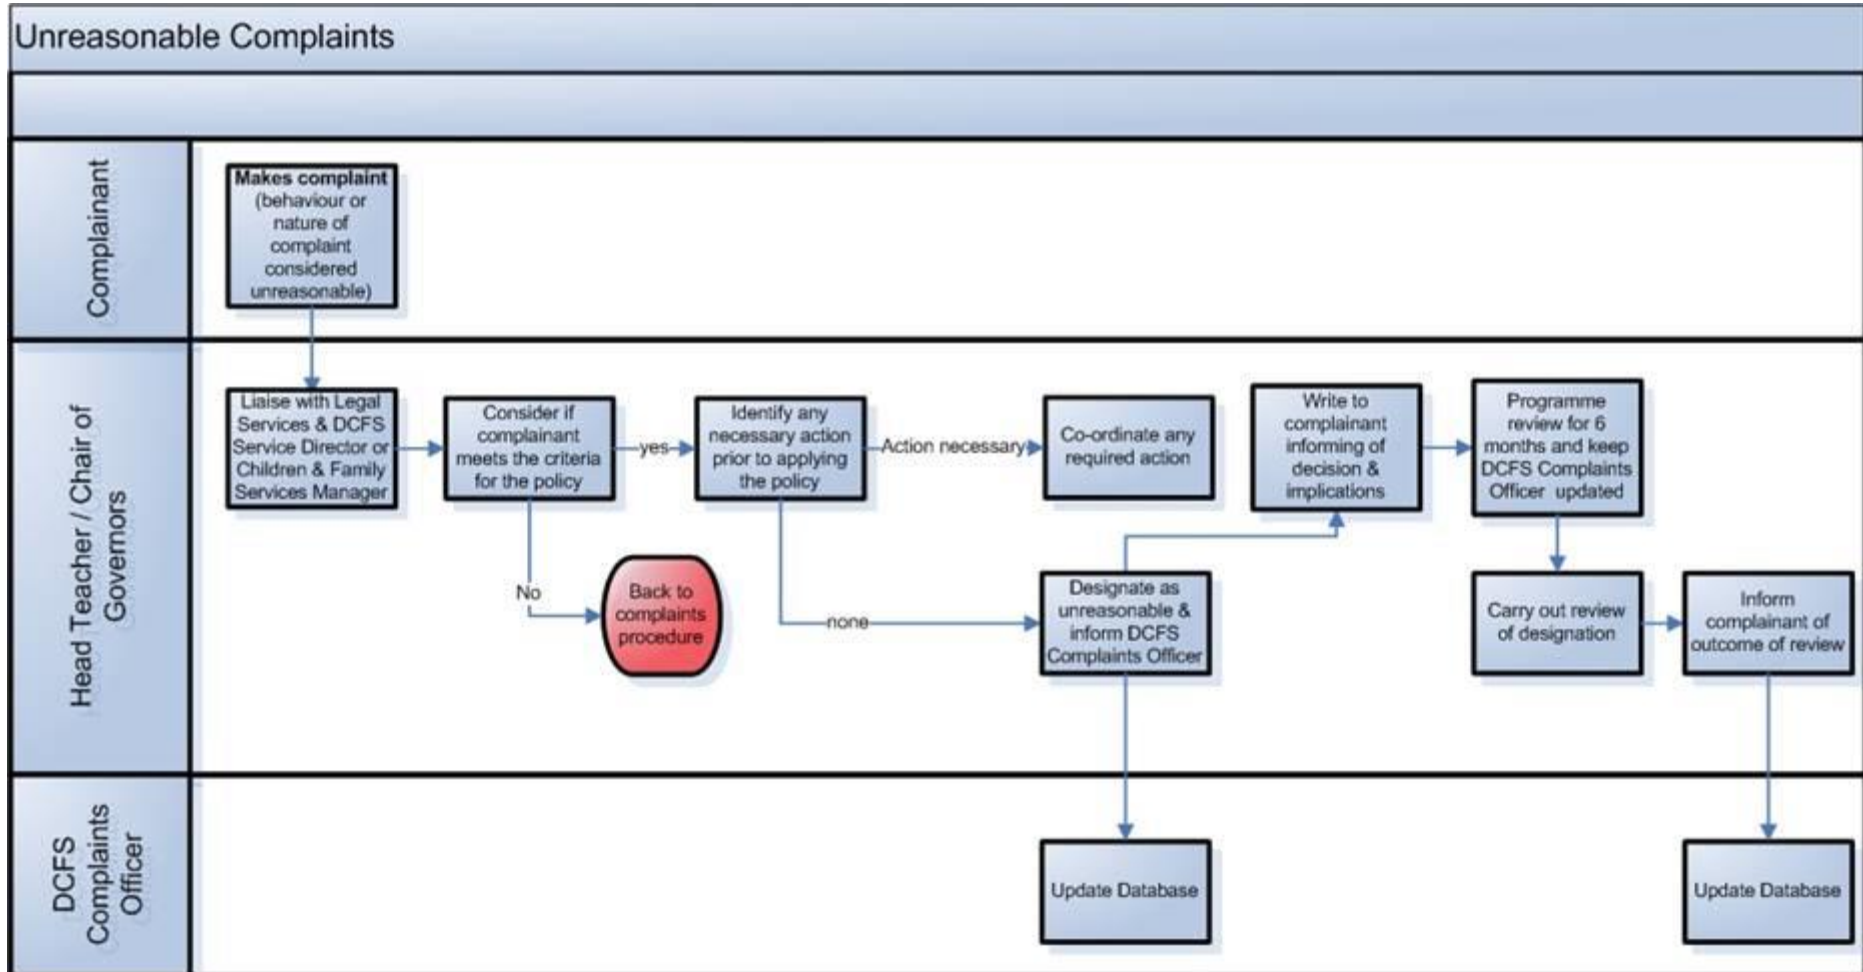 Unreasonable Complaints
Complainant
Makes complaint
(behaviour or
nature of
complaint
considered
unreasonable)
Head Teacher / Chair of
Governors
Liaise with Legal
Services & DCFS
Service Director or
Children & Family
Services Manager
Consider if
complainant
meets the criteria
for the policy
yes
No
Back to
complaints
procedure
Identify any
necessary action
prior to applying
the policy
Action necessary
none
Co-ordinate any
required action
Designate as
unreasonable &
inform DCFS
Complaints Officer
Write to
complainant
informing of
decision &
implications
Programme
review for 6
months and keep
DCFS Complaints
Officer updated
Carry out review
of designation
Inform
complainant of
outcome of review
DCFS
Complaints
Officer
Update Database
Update Database